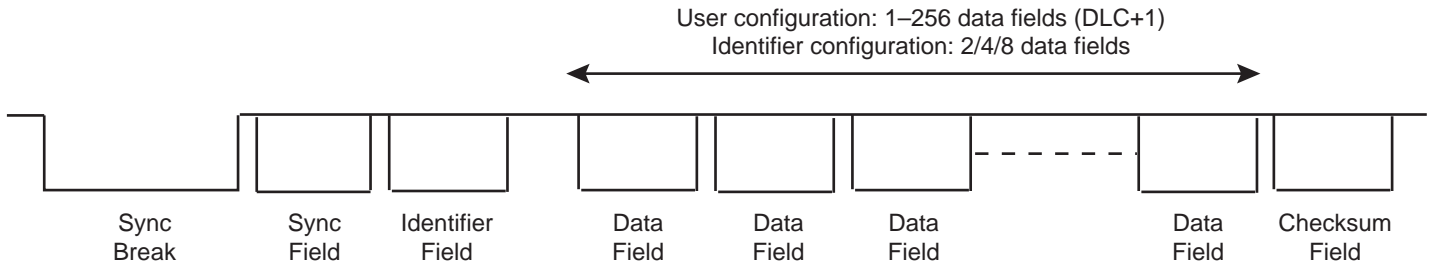 User configuration: 1–256 data fields (DLC+1)
Identifier configuration: 2/4/8 data fields
Sync Break
Sync Field
Identifier Field
Data Field
Data Field
Data Field
Data Field
Checksum Field